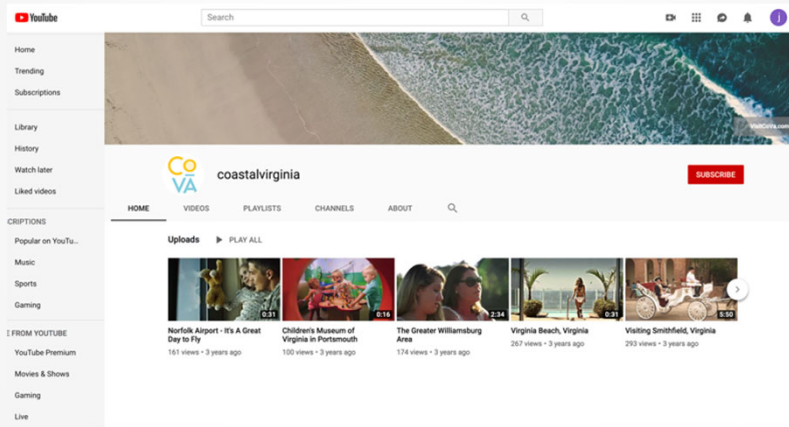 YouTube
Search
j
Home
Trending
Subscriptions
Library
History
Watch later
Liked videos
CRIPTIONS
Popular on YouTu...
Music
Sports
Gaming
E FROM YOUTUBE
YouTube Premium
Movies & Shows
Gaming
Live
VisitCoVa.com
CO
VA
coastalvirginia
SUBSCRIBE
HOME VIDEOS PLAYLISTS CHANNELS ABOUT
Uploads PLAY ALL
0:31
Norfolk Airport - It's A Great
Day to Fly
161 views • 3 years ago
0:16
Children's Museum of
Virginia in Portsmouth
100 views • 3 years ago
2:34
The Greater Williamsburg
Area
174 views • 3 years ago
0:31
Virginia Beach, Virginia
267 views • 3 years ago
5:50
Visiting Smithfield, Virginia
293 views • 3 years ago